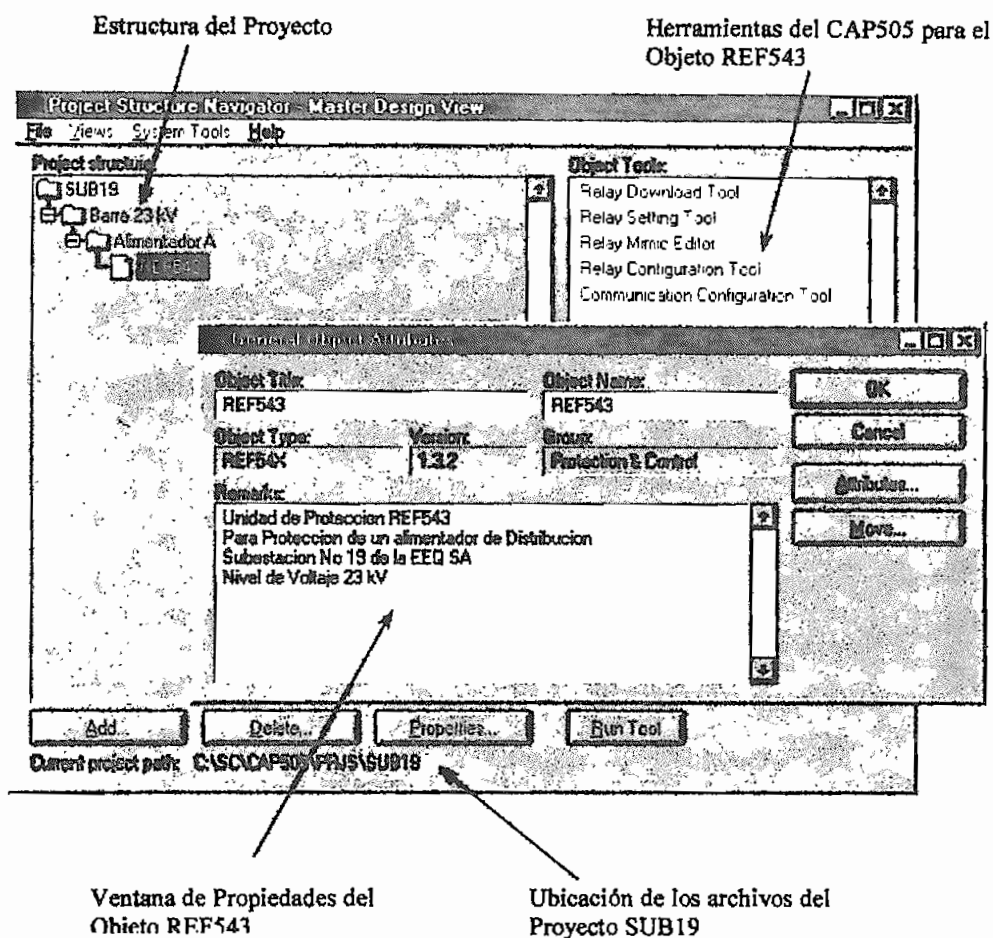 Estructura del Proyecto
Herramientas del CAP505 para el
Objeto REF543
Project Structure Navigator - Master Design View
File Views System Tools Help
Project structure:
Object Tools:
SUB19
Barra 23 kV
Alimentador A
Relay Download Tool
Relay Setting Tool
Relay Mimic Editor
Relay Configuration Tool
Communication Configuration Tool
General Object Attributes
Object Title:
Object Name:
REF543
REF543
OK
Object Type:
Version:
Group:
Cancel
REF54X
1.3.2
Protection & Control
Attributes...
Remarks:
Move...
Unidad de Proteccion REF543
Para Proteccion de un alimentador de Distribucion
Subestacion No 19 de la EEQ SA
Nivel de Voltaje 23 kV
Add... Delete... Properties... Run Tool
Current project path: C:\SC\CAP505\PRJS\SUB19
Ventana de Propiedades del
Objeto REF543
Ubicación de los archivos del
Proyecto SUB19